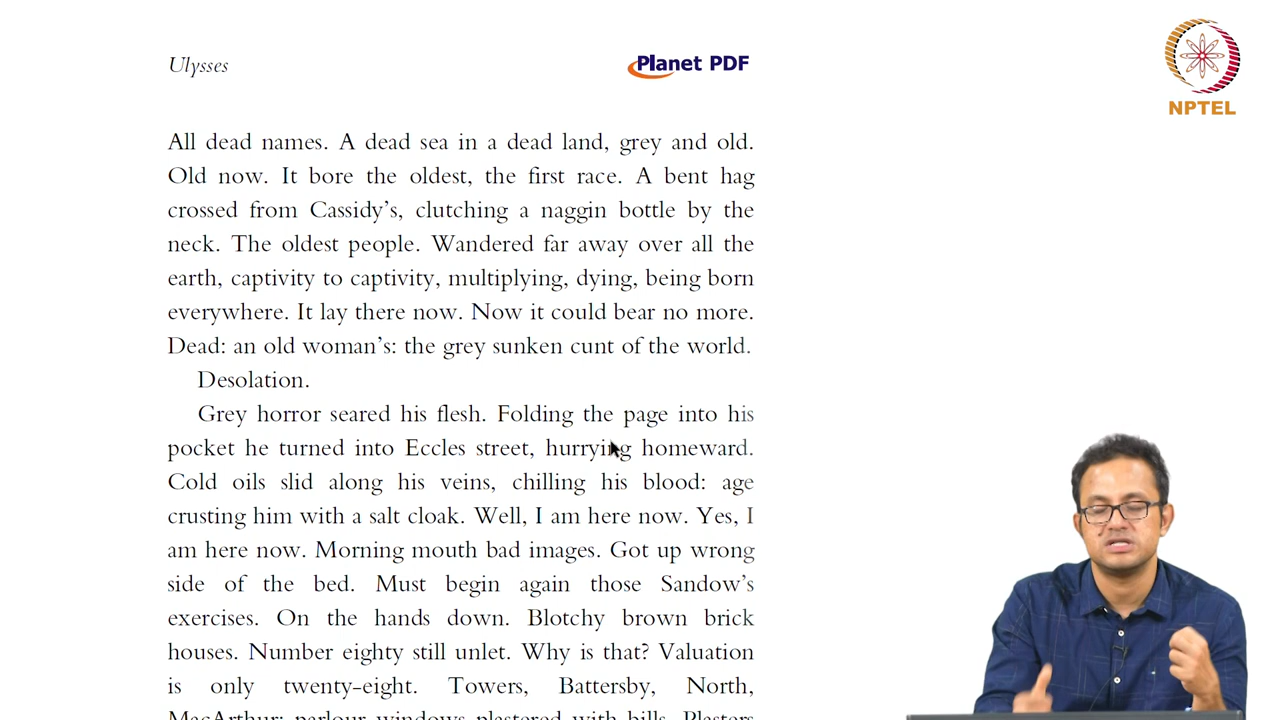 Ulysses
Planet PDF
NPTEL
All dead names. A dead sea in a dead land, grey and old.
Old now. It bore the oldest, the first race. A bent hag
crossed from Cassidy’s, clutching a naggin bottle by the
neck. The oldest people. Wandered far away over all the
earth, captivity to captivity, multiplying, dying, being born
everywhere. It lay there now. Now it could bear no more.
Dead: an old woman’s: the grey sunken cunt of the world.
Desolation.
Grey horror seared his flesh. Folding the page into his
pocket he turned into Eccles street, hurrying homeward.
Cold oils slid along his veins, chilling his blood: age
crusting him with a salt cloak. Well, I am here now. Yes, I
am here now. Morning mouth bad images. Got up wrong
side of the bed. Must begin again those Sandow’s
exercises. On the hands down. Blotchy brown brick
houses. Number eighty still unlet. Why is that? Valuation
is only twenty-eight. Towers, Battersby, North,
MacArthur: parlour windows plastered with bills. Plasters